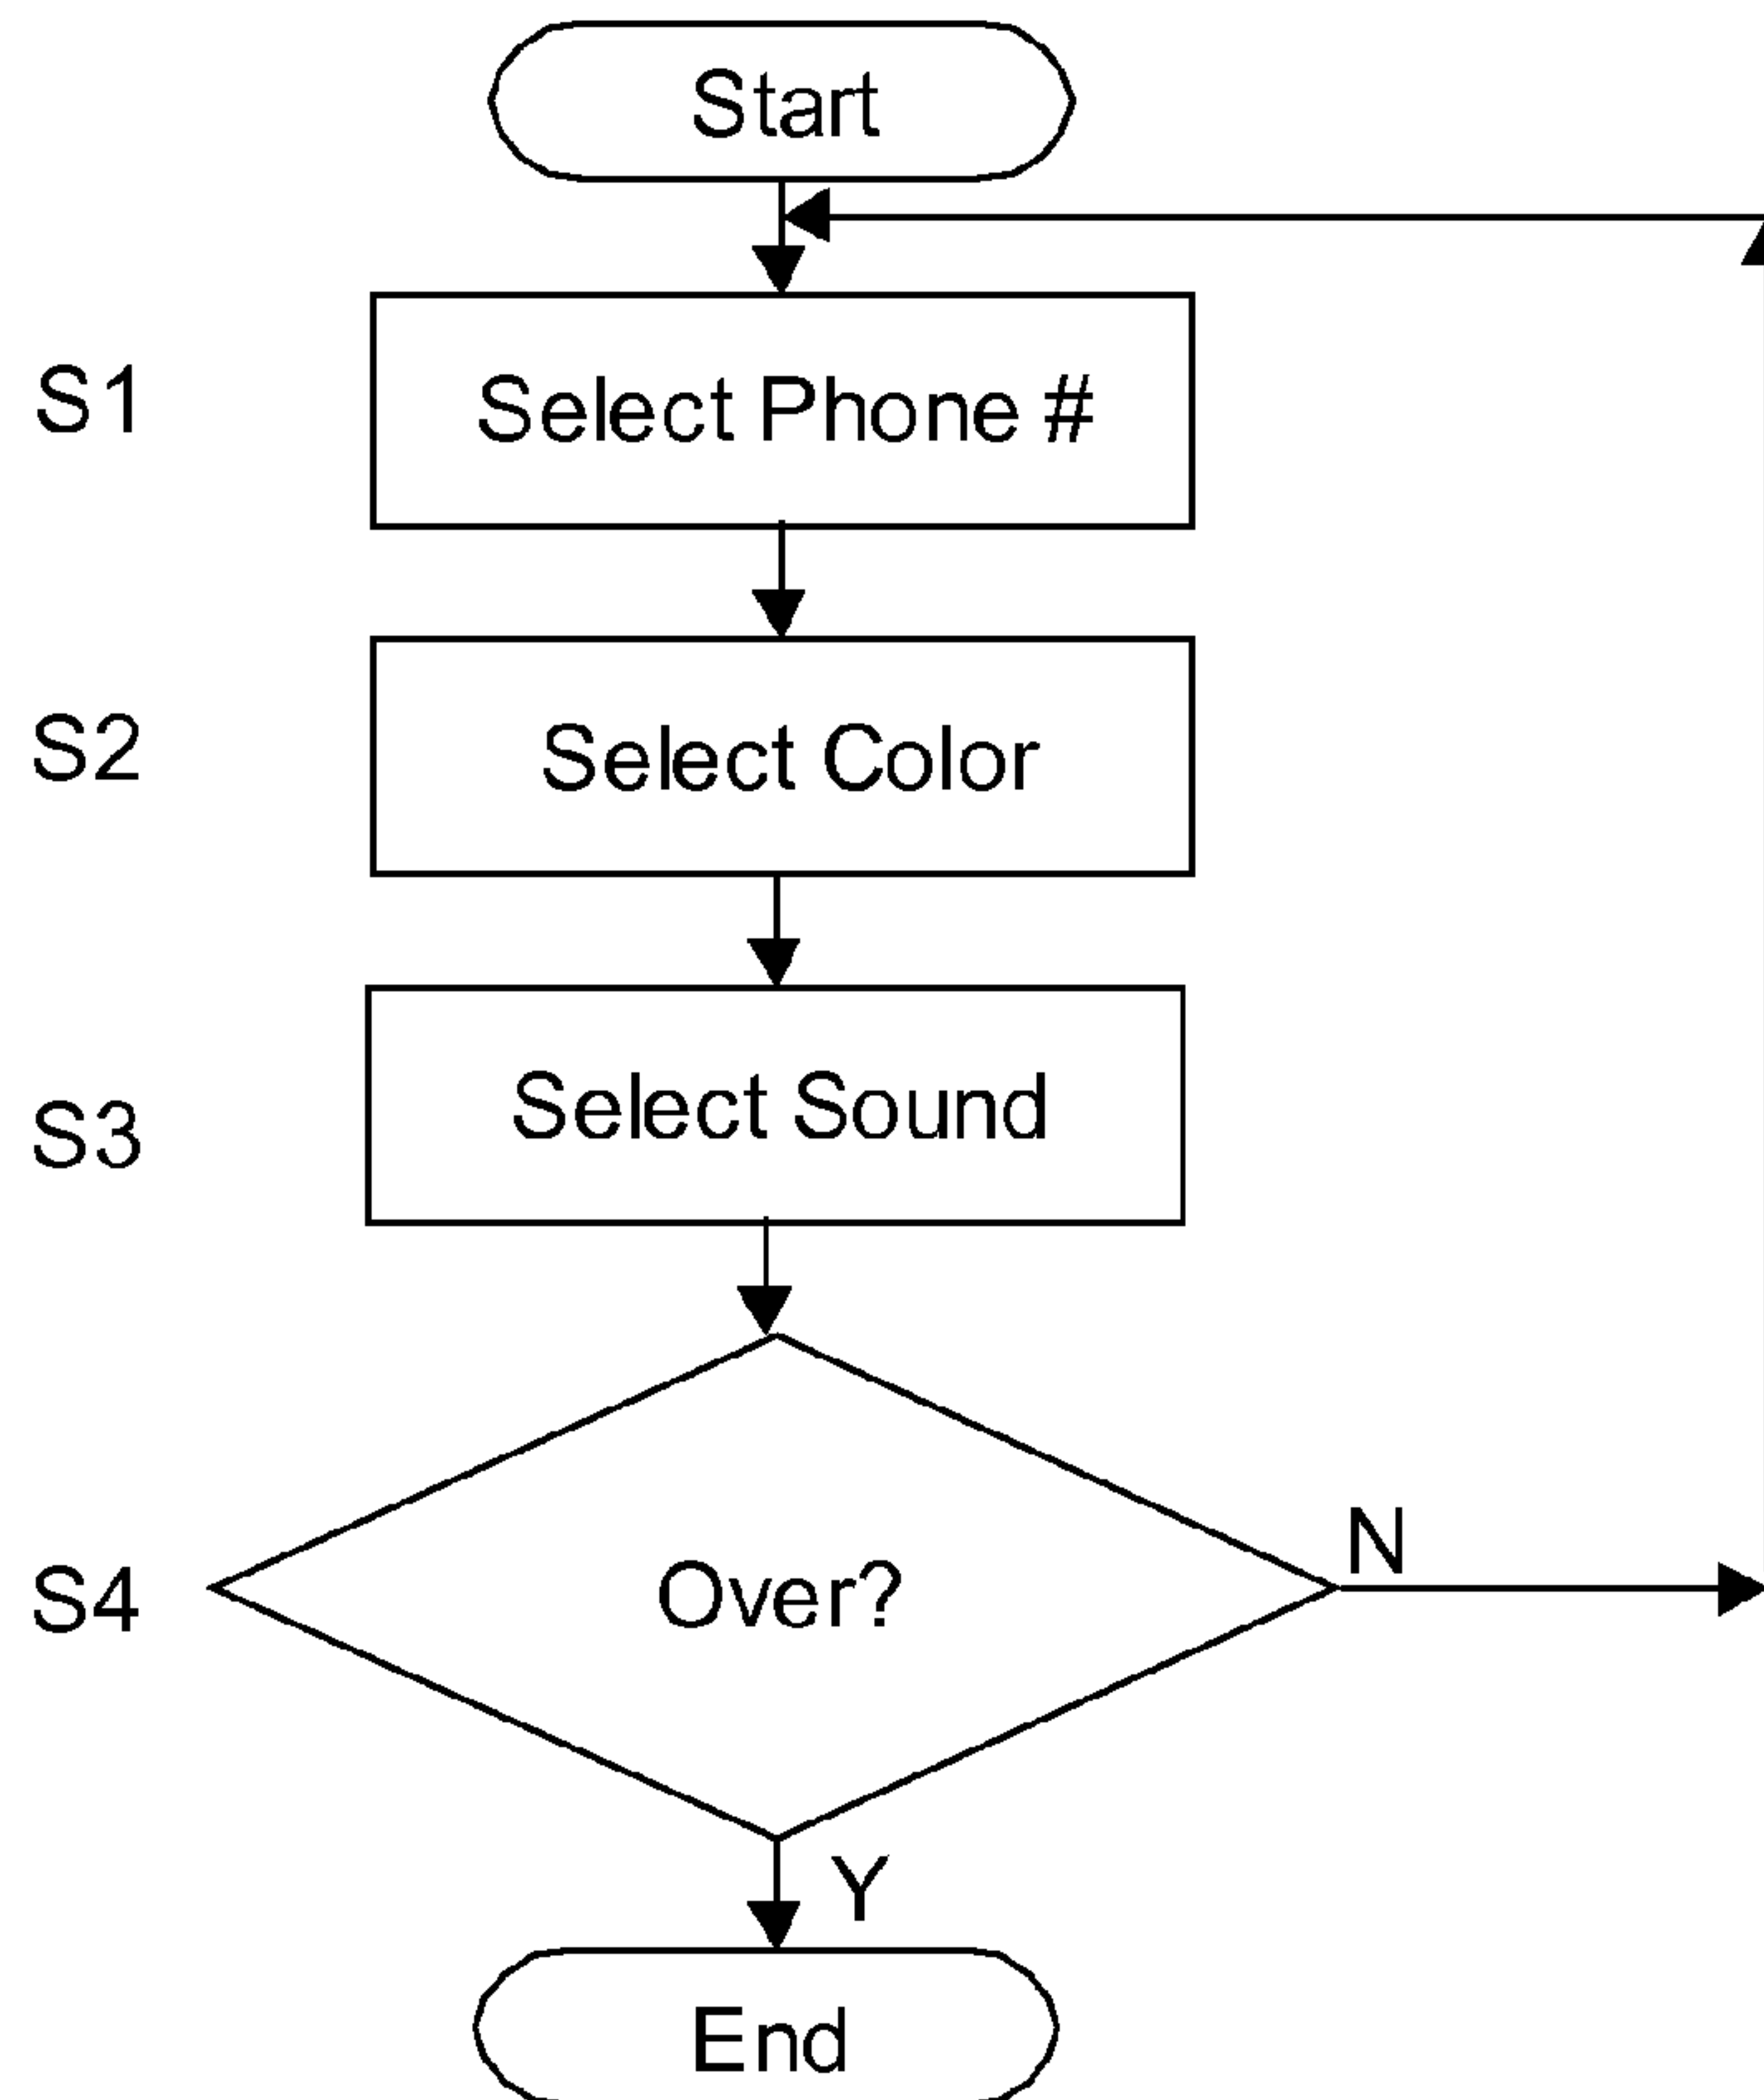 Start
S1
Select Phone #
S2
Select Color
S3
Select Sound
S4
Over?
N
Y
End